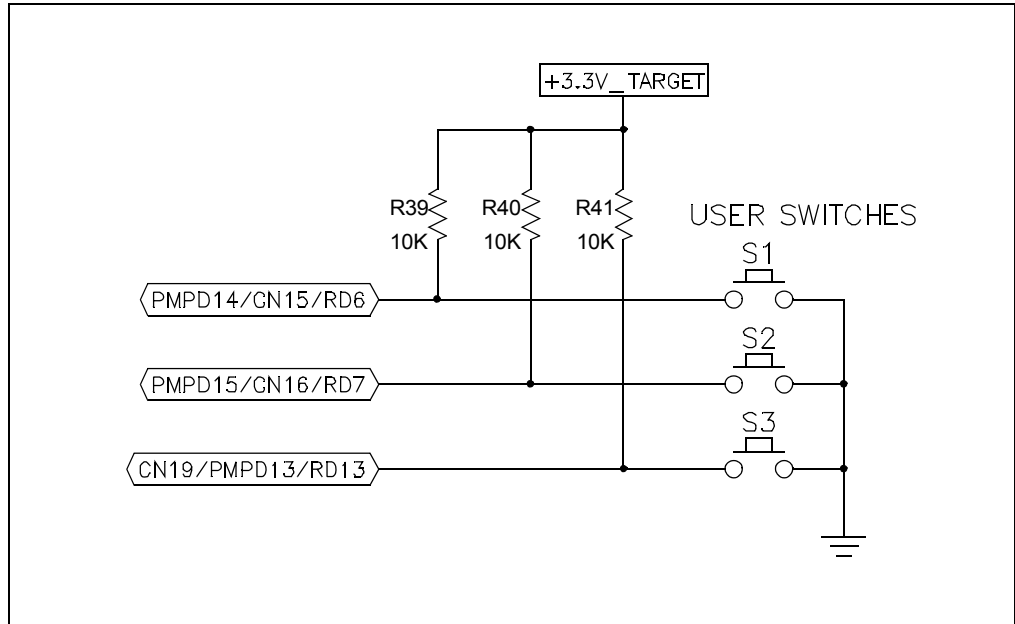 +3.3V_TARGET
R39 R40 R41
10K 10K 10K
USER SWITCHES
S1
PMPD14/CN15/RD6
S2
PMPD15/CN16/RD7
S3
CN19/PMPD13/RD13